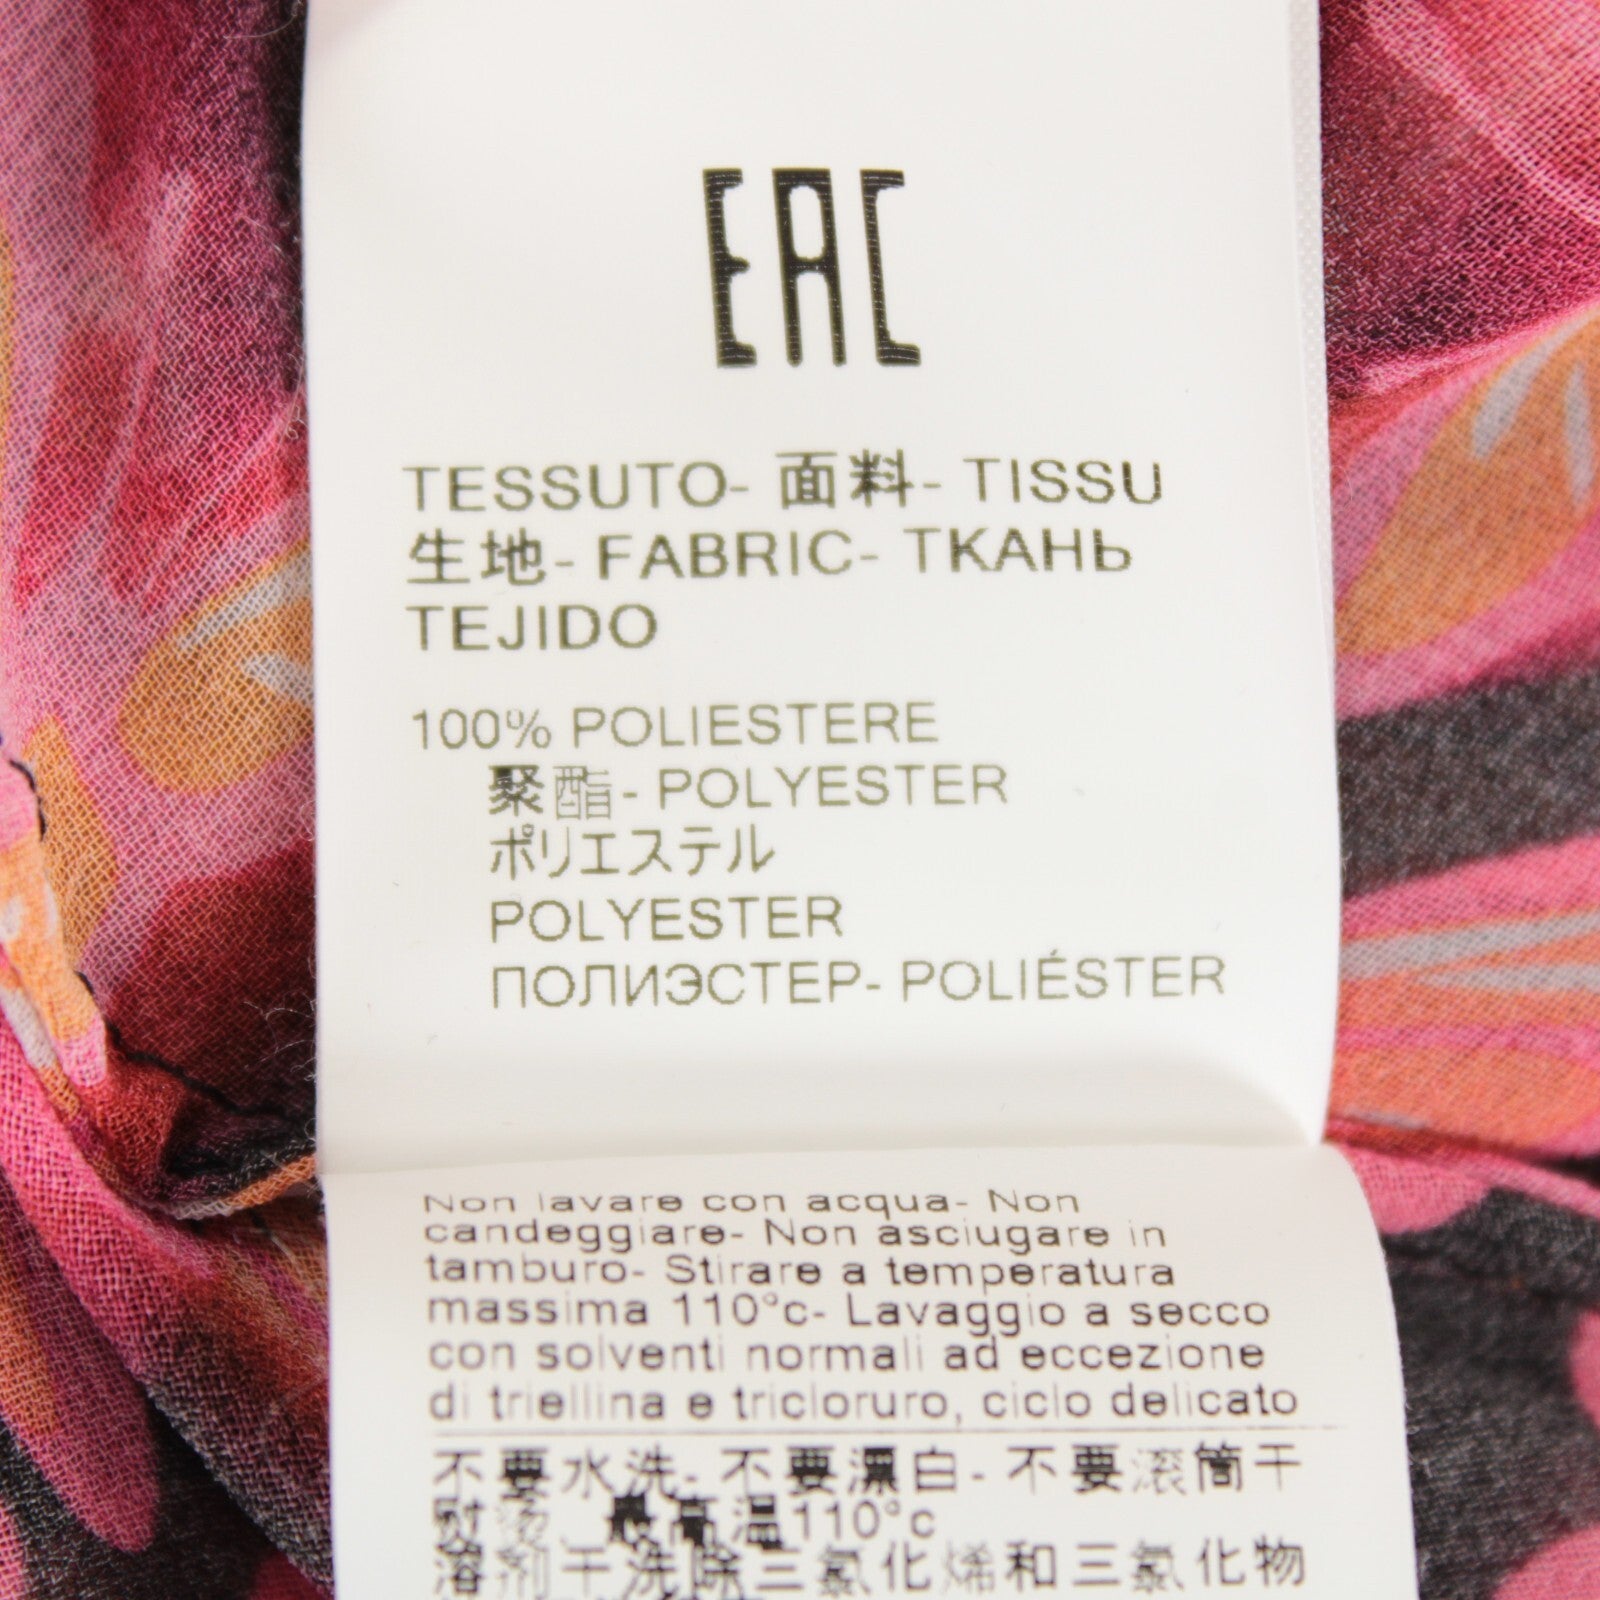 EAC
TESSUTO- 面料- TISSU
生地- FABRIC- ТКАНЬ
TEJIDO
100% POLIESTERE
聚酯- POLYESTER
ポリエステル
POLYESTER
ПОЛИЭСТЕР- POLIÉSTER
Non lavare con acqua- Non
candeggiare- Non asciugare in
tamburo- Stirare a temperatura
massima 110°c- Lavaggio a secco
con solventi normali ad eccezione
di triellina e tricloruro, ciclo delicato
不要水洗- 不要漂白- 不要滚筒干
最高温110°c
溶剂干洗除三氯化烯和三氯化物